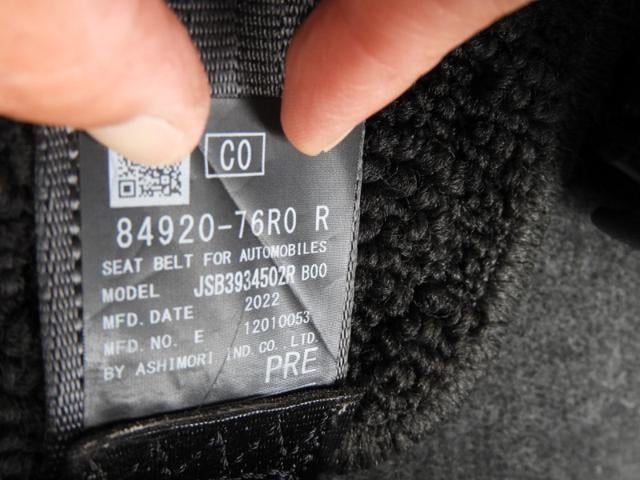 CO
84920-76R0 R
SEAT BELT FOR AUTOMOBILES
MODEL JSB393450ZR B00
MFD. DATE 2022
MFD. NO. E 12010053
BY ASHIMORI IND. CO., LTD.
PRE